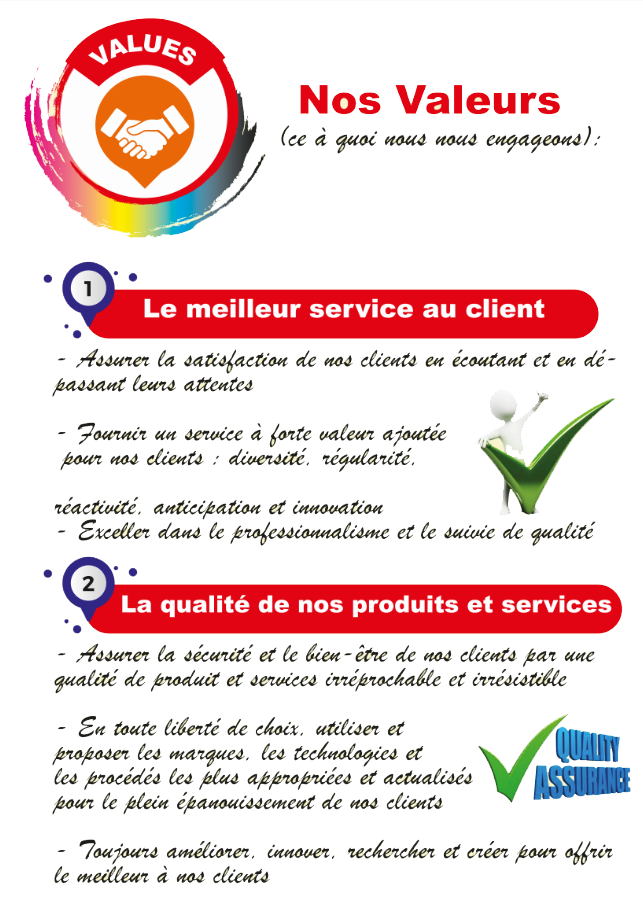 VALUES
Nos Valeurs
(ce à quoi nous nous engageons):
1
Le meilleur service au client
- Assurer la satisfaction de nos clients en écoutant et en dé-
passant leurs attentes
- Fournir un service à forte valeur ajoutée
pour nos clients : diversité, régularité,
réactivité, anticipation et innovation
- Exceller dans le professionnalisme et le suivie de qualité
2
La qualité de nos produits et services
- Assurer la sécurité et le bien-être de nos clients par une
qualité de produit et services irréprochable et irrésistible
- En toute liberté de choix, utiliser et
proposer les marques, les technologies et
les procédés les plus appropriées et actualisés
pour le plein épanouissement de nos clients
QUALITY
ASSURANCE
- Toujours améliorer, innover, rechercher et créer pour offrir
le meilleur à nos clients